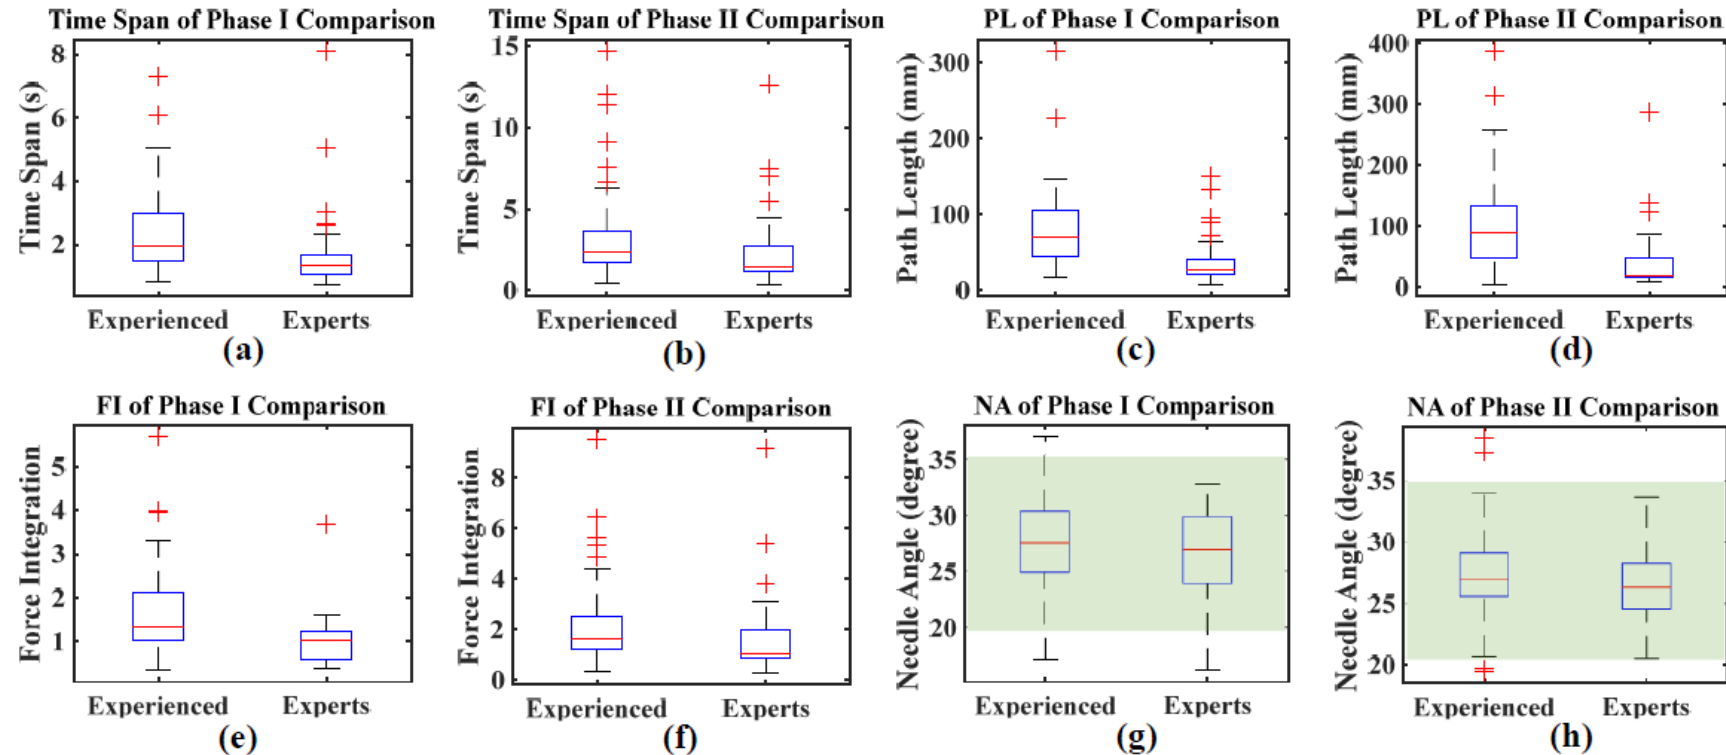 Time Span of Phase I Comparison
Time Span (s)
8
6
4
2
Experienced Experts
(a)
Time Span of Phase II Comparison
Time Span (s)
15
10
5
0
Experienced Experts
(b)
PL of Phase I Comparison
Path Length (mm)
300
200
100
0
Experienced Experts
(c)
PL of Phase II Comparison
Path Length (mm)
400
300
200
100
0
Experienced Experts
(d)
FI of Phase I Comparison
Force Integration
5
4
3
2
1
Experienced Experts
(e)
FI of Phase II Comparison
Force Integration
8
6
4
2
0
Experienced Experts
(f)
NA of Phase I Comparison
Needle Angle (degree)
35
30
25
20
Experienced Experts
(g)
NA of Phase II Comparison
Needle Angle (degree)
35
30
25
20
Experienced Experts
(h)